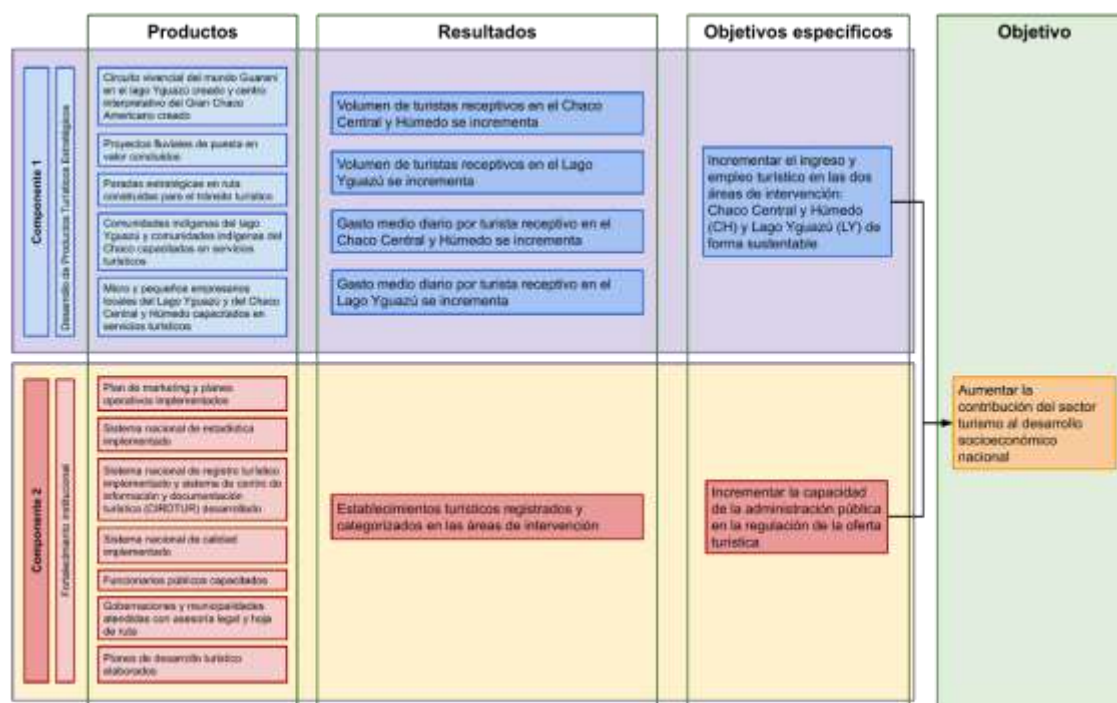 Productos
Resultados
Objetivos específicos
Objetivo
Componente 1
Desarrollo de Productos Turísticos Estratégicos
Circuito vivencial del mundo Guaraní
en el lago Yguazú creado y centro
interpretativo del Gran Chaco
Americano creado
Proyectos fluviales de puesta en
valor concluidos
Paradas estratégicas en ruta
construidas para el tránsito turístico
Comunidades indígenas del lago
Yguazú y comunidades indígenas del
Chaco capacitadas en servicios
turísticos
Micro y pequeños empresarios
locales del Lago Yguazú y del Chaco
Central y Húmedo capacitados en
servicios turísticos
Volumen de turistas receptivos en el Chaco
Central y Húmedo se incrementa
Volumen de turistas receptivos en el Lago
Yguazú se incrementa
Gasto medio diario por turista receptivo en el
Chaco Central y Húmedo se incrementa
Gasto medio diario por turista receptivo en el
Lago Yguazú se incrementa
Incrementar el ingreso y
empleo turístico en las dos
áreas de intervención:
Chaco Central y Húmedo
(CH) y Lago Yguazú (LY) de
forma sustentable
Componente 2
Fortalecimiento institucional
Plan de marketing y planes
operativos implementados
Sistema nacional de estadística
implementado
Sistema nacional de registro turístico
implementado y sistema de centro de
información y documentación
turística (CIRDTUR) desarrollado
Sistema nacional de calidad
implementado
Funcionarios públicos capacitados
Gobernaciones y municipalidades
atendidas con asesoría legal y hoja
de ruta
Planes de desarrollo turístico
elaborados
Establecimientos turísticos registrados y
categorizados en las áreas de intervención
Incrementar la capacidad
de la administración pública
en la regulación de la oferta
turística
Aumentar la
contribución del sector
turismo al desarrollo
socioeconómico
nacional